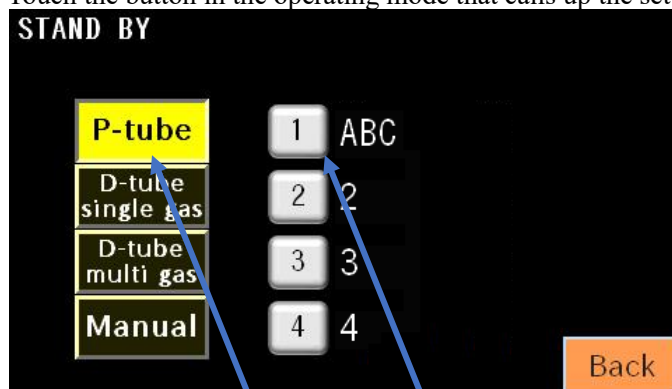 Touch the button in the operating mode that calls up the set
STAND BY
P-tube
1 ABC
D-tube
single gas
2 2
D-tube
multi gas
3 3
Manual
4 4
Back